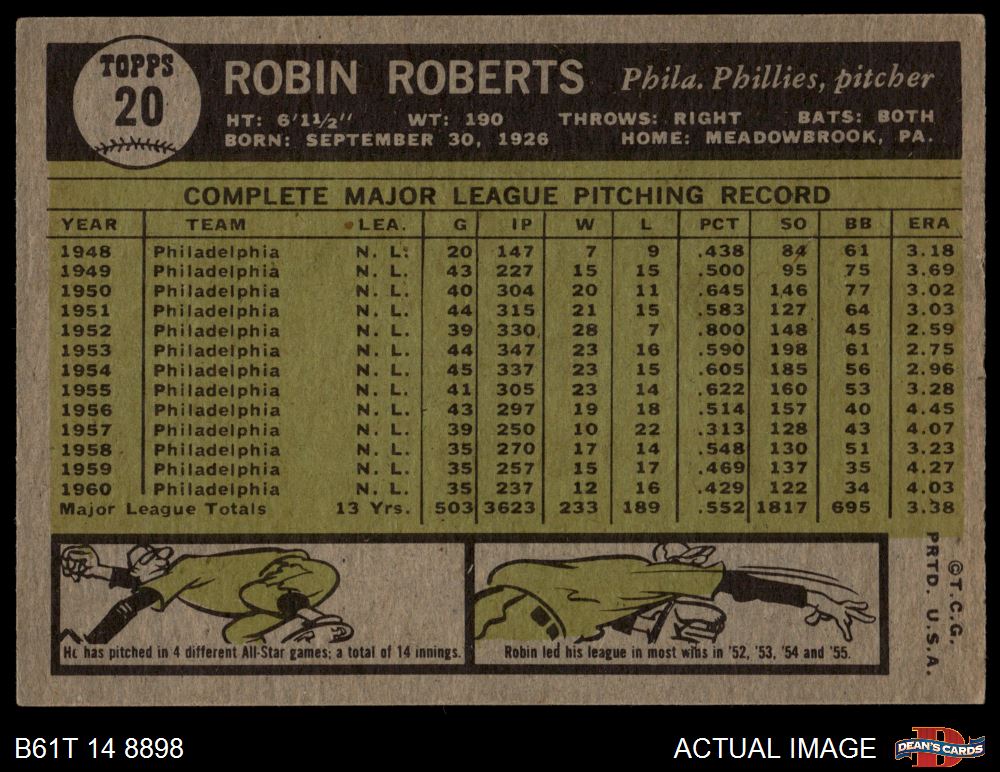 TOPPS
20
ROBIN ROBERTS Phila. Phillies, pitcher
HT: 6'1½" WT: 190 THROWS: RIGHT BATS: BOTH
BORN: SEPTEMBER 30, 1926 HOME: MEADOWBROOK, PA.
COMPLETE MAJOR LEAGUE PITCHING RECORD
YEAR TEAM LEA. G IP W L PCT SO BB ERA
1948 Philadelphia N. L. 20 147 7 9 .438 84 61 3.18
1949 Philadelphia N. L. 43 227 15 15 .500 95 75 3.69
1950 Philadelphia N. L. 40 304 20 11 .645 146 77 3.02
1951 Philadelphia N. L. 44 315 21 15 .583 127 64 3.03
1952 Philadelphia N. L. 39 330 28 7 .800 148 45 2.59
1953 Philadelphia N. L. 44 347 23 16 .590 198 61 2.75
1954 Philadelphia N. L. 45 337 23 15 .605 185 56 2.96
1955 Philadelphia N. L. 41 305 23 14 .622 160 53 3.28
1956 Philadelphia N. L. 43 297 19 18 .514 157 40 4.45
1957 Philadelphia N. L. 39 250 10 22 .313 128 43 4.07
1958 Philadelphia N. L. 35 270 17 14 .548 130 51 3.23
1959 Philadelphia N. L. 35 257 15 17 .469 137 35 4.27
1960 Philadelphia N. L. 35 237 12 16 .429 122 34 4.03
Major League Totals 13 Yrs. 503 3623 233 189 .552 1817 695 3.38
He has pitched in 4 different All-Star games; a total of 14 innings.
Robin led his league in most wins in '52, '53, '54 and '55.
©T.C.G.
PRTD. U.S.A.
B61T 14 8898
ACTUAL IMAGE
D
DEAN'S CARDS